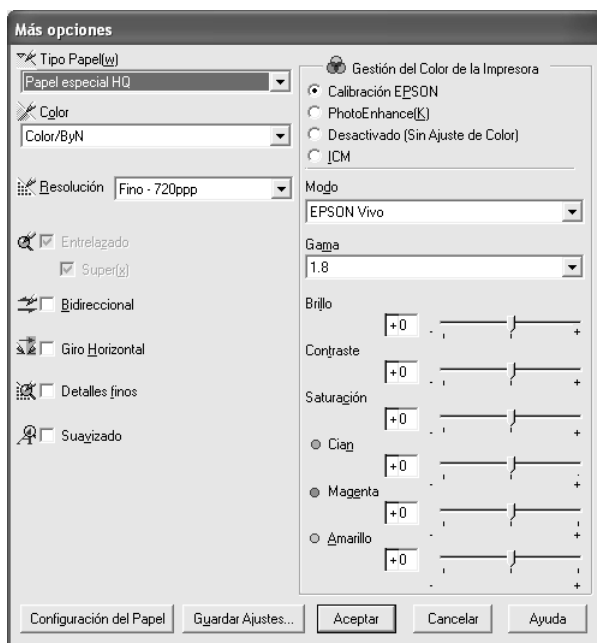 Más opciones
Tipo Papel(w)
Papel especial HQ
Color
Color/ByN
Resolución Fino - 720ppp
Entrelazado
Super(x)
Bidireccional
Giro Horizontal
Detalles finos
Suavizado
Gestión del Color de la Impresora
Calibración EPSON
PhotoEnhance(K)
Desactivado (Sin Ajuste de Color)
ICM
Modo
EPSON Vivo
Gama
1.8
Brillo
+0 - +
Contraste
+0 - +
Saturación
+0 - +
Cian
+0 - +
Magenta
+0 - +
Amarillo
+0 - +
Configuración del Papel Guardar Ajustes... Aceptar Cancelar Ayuda